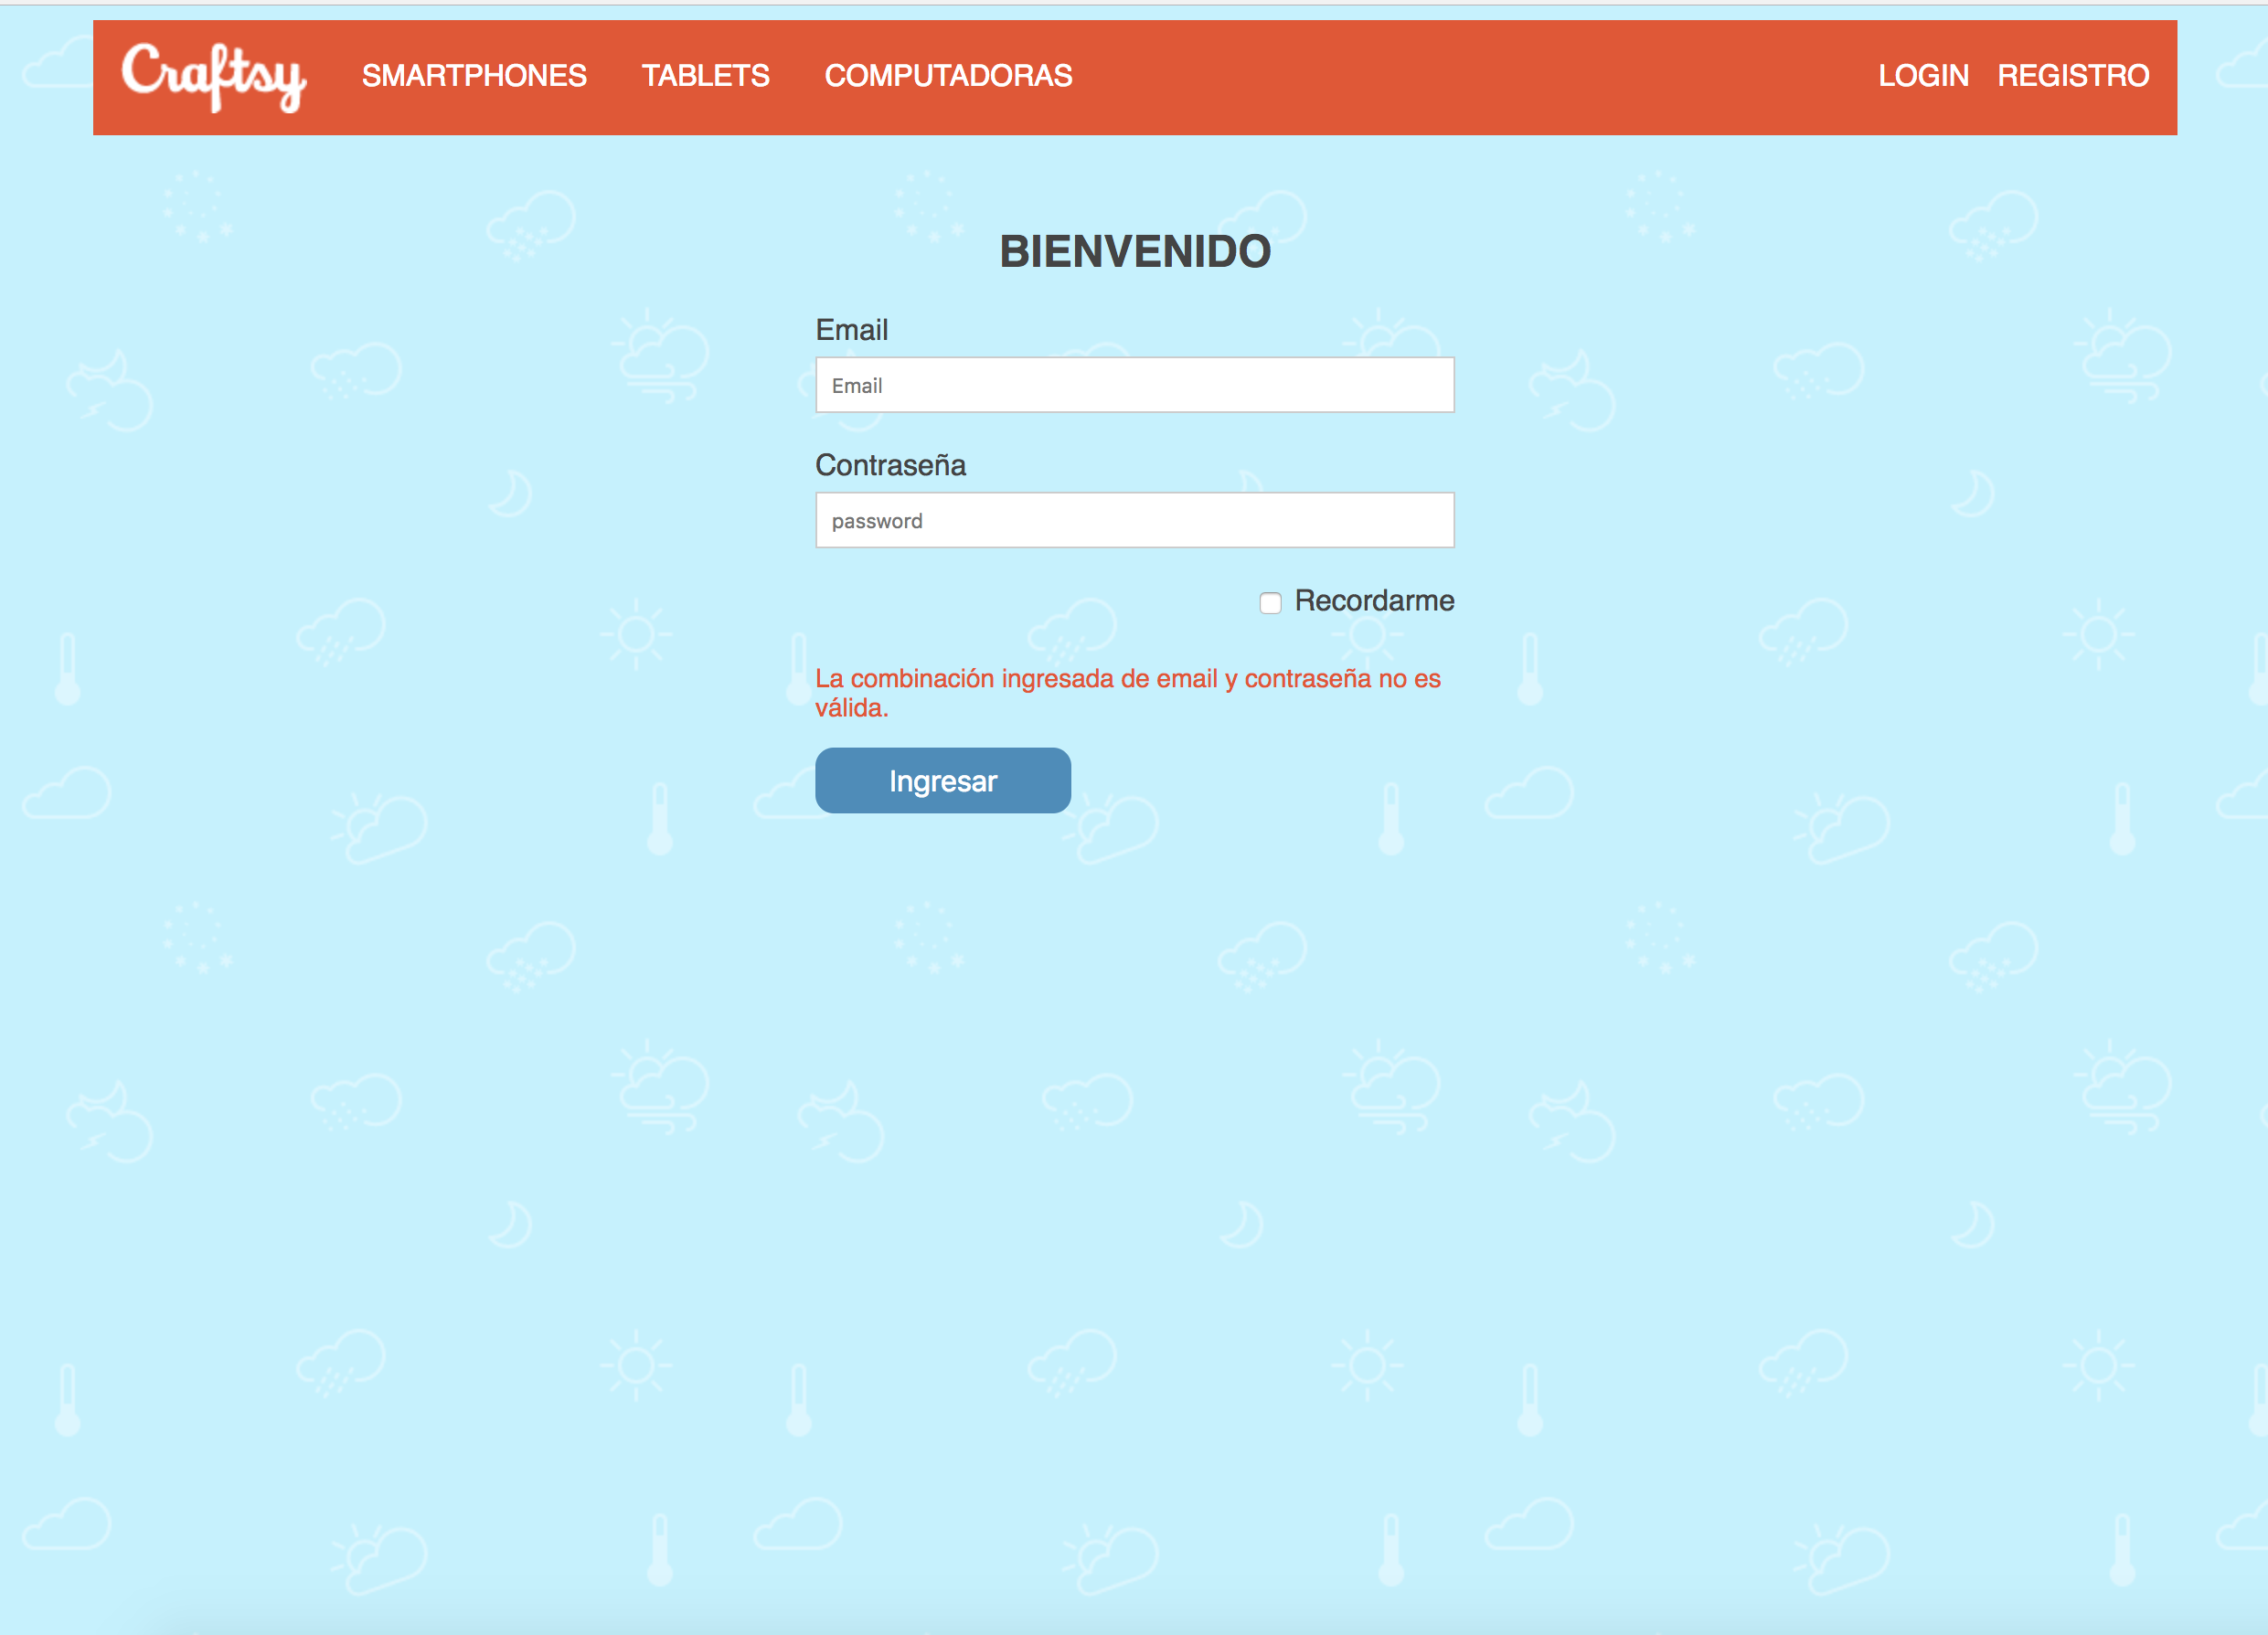 Craftsy SMARTPHONES TABLETS COMPUTADORAS LOGIN REGISTRO
BIENVENIDO
Email
Email
Contraseña
password
Recordarme
La combinación ingresada de email y contraseña no es
válida.
Ingresar